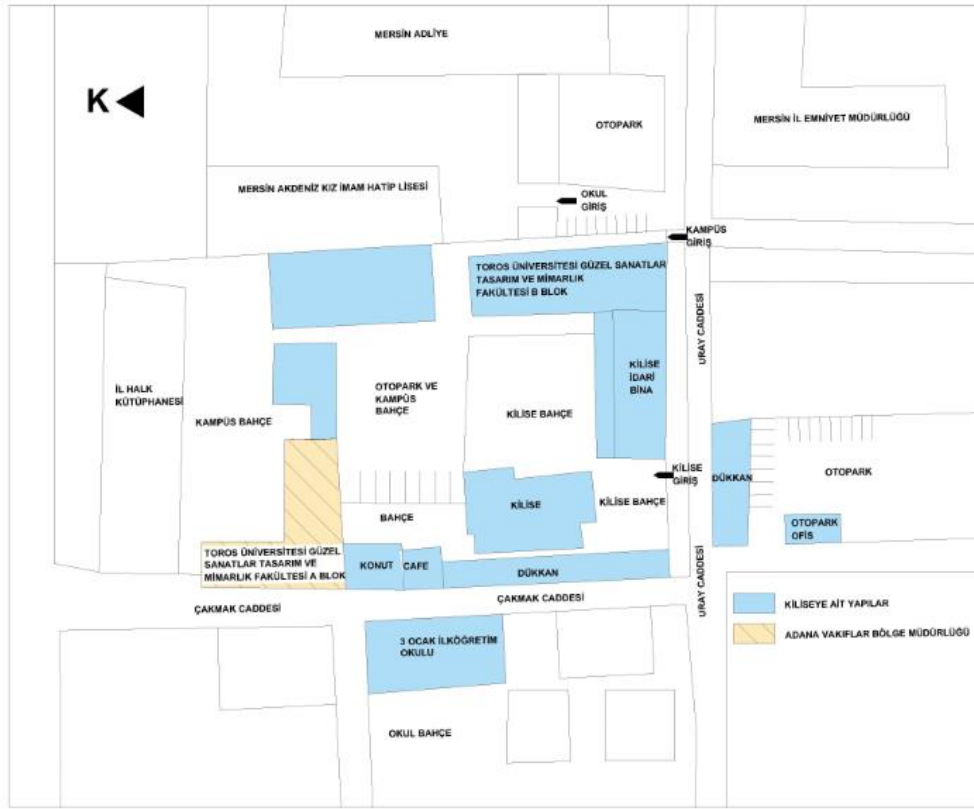 MERSİN ADLİYE
K
OTOPARK
MERSİN İL EMNİYET MÜDÜRLÜĞÜ
MERSİN AKDENİZ KIZ İMAM HATİP LİSESİ
OKUL
GİRİŞ
KAMPÜS
GİRİŞ
TOROS ÜNİVERSİTESİ GÜZEL SANATLAR
TASARIM VE MİMARLIK
FAKÜLTESİ B BLOK
URAY CADDESİ
KİLİSE
İDARİ
BİNA
İL HALK
KÜTÜPHANESİ
OTOPARK VE
KAMPÜS
BAHÇE
KAMPÜS BAHÇE
KİLİSE BAHÇE
KİLİSE
GİRİŞ
DÜKKAN
OTOPARK
KİLİSE
KİLİSE BAHÇE
BAHÇE
OTOPARK
OFİS
TOROS ÜNİVERSİTESİ GÜZEL
SANATLAR TASARIM VE
MİMARLIK FAKÜLTESİ A BLOK
KONUT
CAFE
DÜKKAN
URAY CADDESİ
ÇAKMAK CADDESİ
ÇAKMAK CADDESİ
KİLİSEYE AİT YAPILAR
ADANA VAKIFLAR BÖLGE MÜDÜRLÜĞÜ
3 OCAK İLKÖĞRETİM
OKULU
OKUL BAHÇE